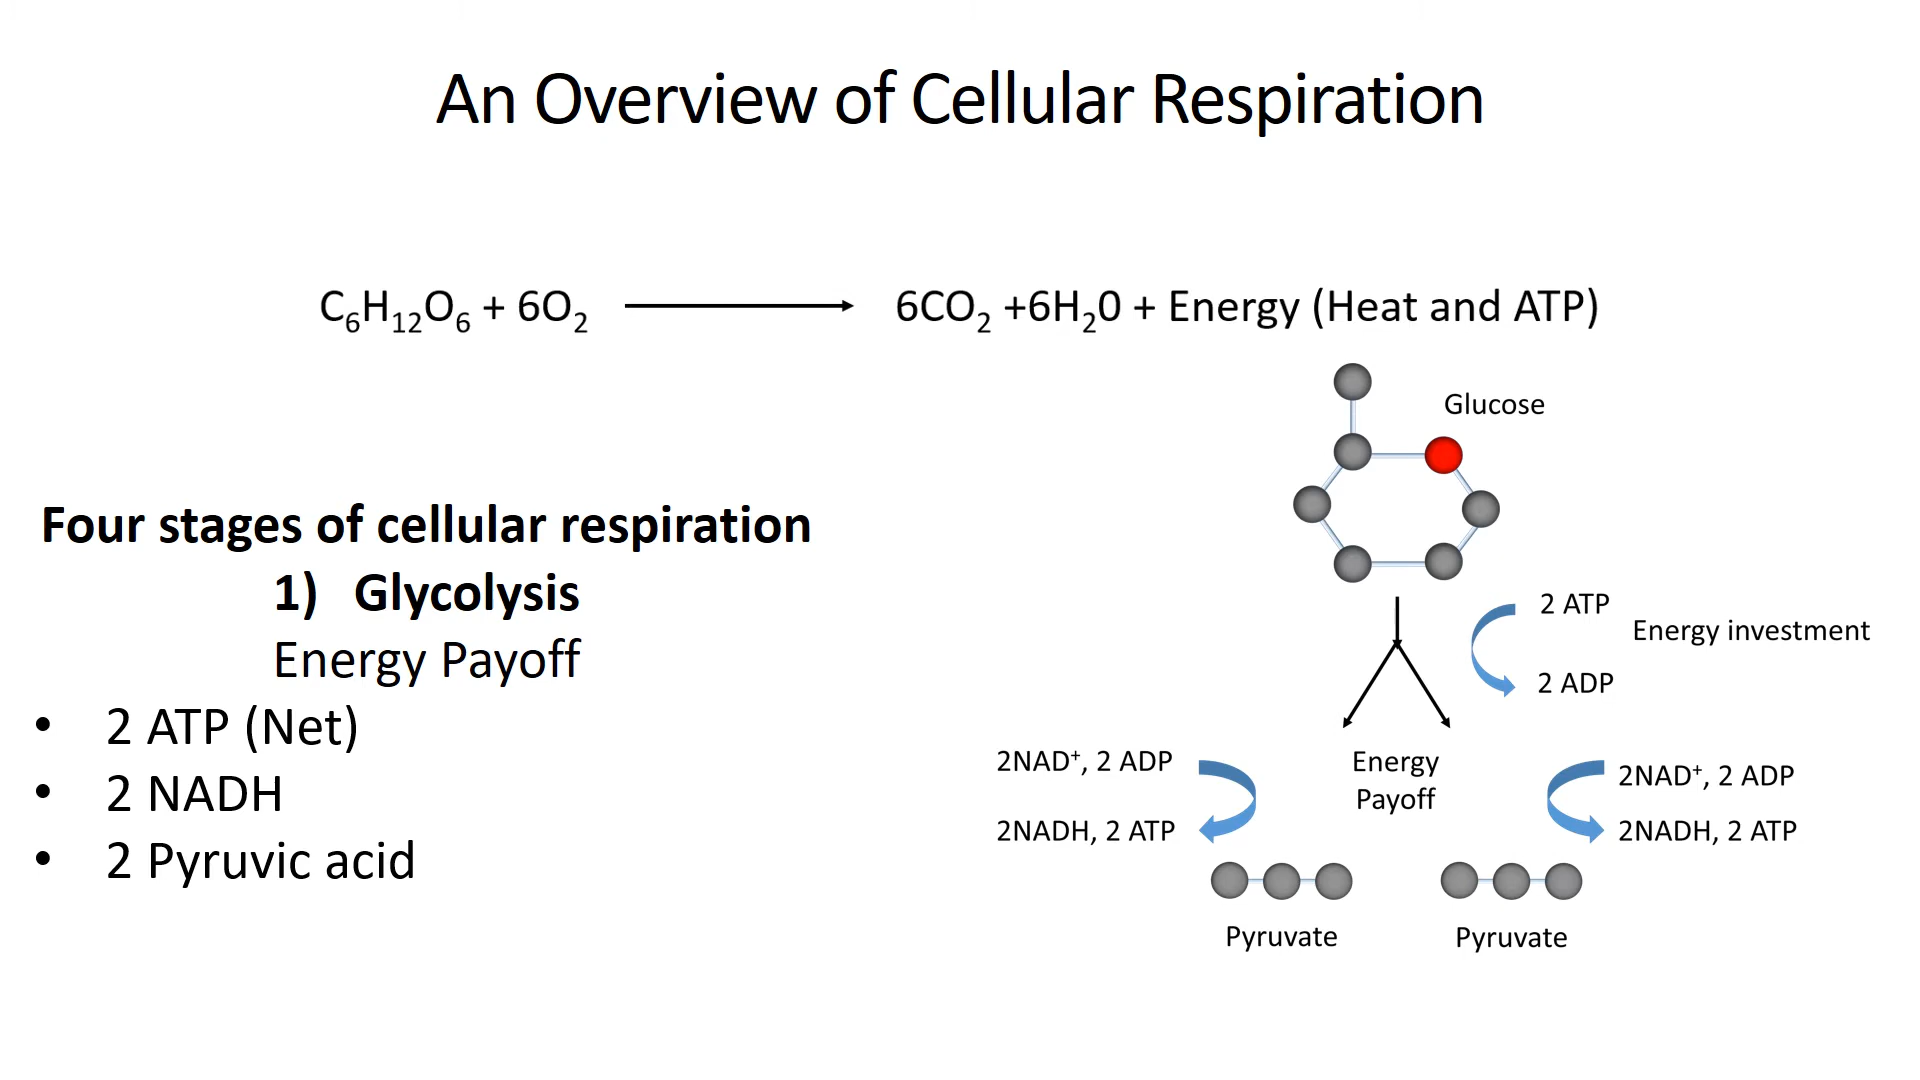 An Overview of Cellular Respiration
C₆H₁₂O₆ + 6O₂ 6CO₂ +6H₂0 + Energy (Heat and ATP)
Four stages of cellular respiration
1) Glycolysis
Energy Payoff
• 2 ATP (Net)
• 2 NADH
• 2 Pyruvic acid
Glucose
2 ATP
Energy investment
2 ADP
2NAD⁺, 2 ADP
2NADH, 2 ATP
Energy
Payoff
2NAD⁺, 2 ADP
2NADH, 2 ATP
Pyruvate
Pyruvate